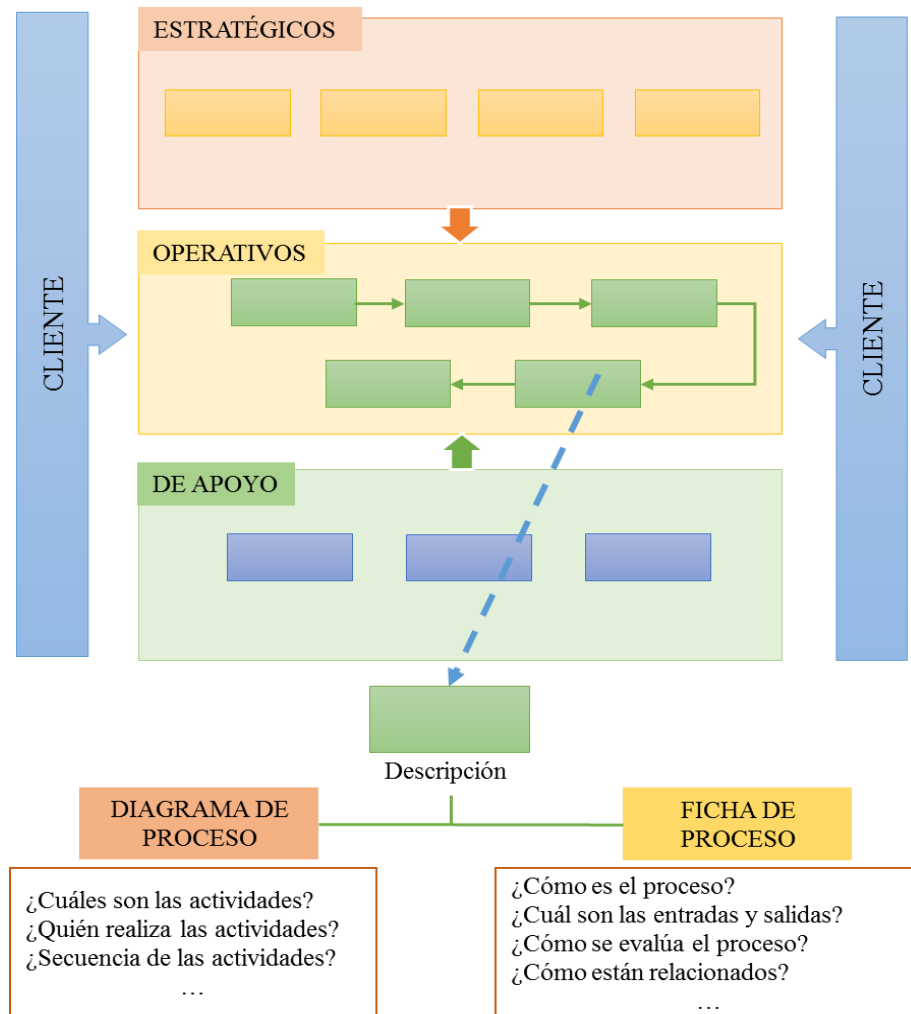 ESTRATÉGICOS
OPERATIVOS
CLIENTE
CLIENTE
DE APOYO
Descripción
DIAGRAMA DE
PROCESO
FICHA DE
PROCESO
¿Cuáles son las actividades?
¿Quién realiza las actividades?
¿Secuencia de las actividades?
…
¿Cómo es el proceso?
¿Cuál son las entradas y salidas?
¿Cómo se evalúa el proceso?
¿Cómo están relacionados?
…